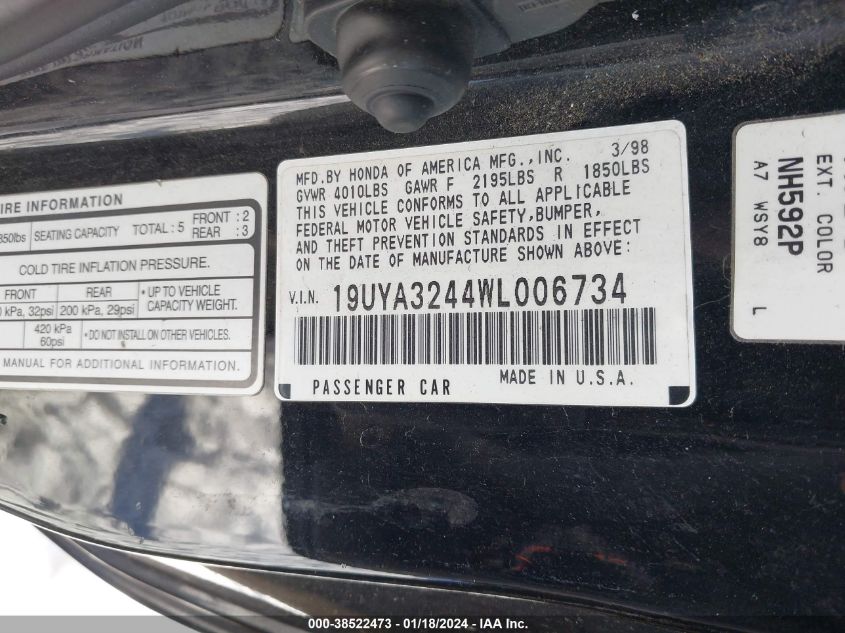 TIRE INFORMATION
850lbs SEATING CAPACITY TOTAL : 5 FRONT : 2 REAR : 3
COLD TIRE INFLATION PRESSURE.
FRONT REAR • UP TO VEHICLE CAPACITY WEIGHT.
kPa, 32psi 200 kPa, 29psi
420 kPa 60psi • DO NOT INSTALL ON OTHER VEHICLES.
MANUAL FOR ADDITIONAL INFORMATION.
MFD.BY HONDA OF AMERICA MFG.,INC. 3/98
GVWR 4010LBS GAWR F 2195LBS R 1850LBS
THIS VEHICLE CONFORMS TO ALL APPLICABLE
FEDERAL MOTOR VEHICLE SAFETY,BUMPER,
AND THEFT PREVENTION STANDARDS IN EFFECT
ON THE DATE OF MANUFACTURE SHOWN ABOVE:
V.I.N. 19UYA3244WL006734
PASSENGER CAR MADE IN U.S.A.
EXT. COLOR
NH592P
A7 WSY8 L
000-38522473 - 01/18/2024 - IAA Inc.